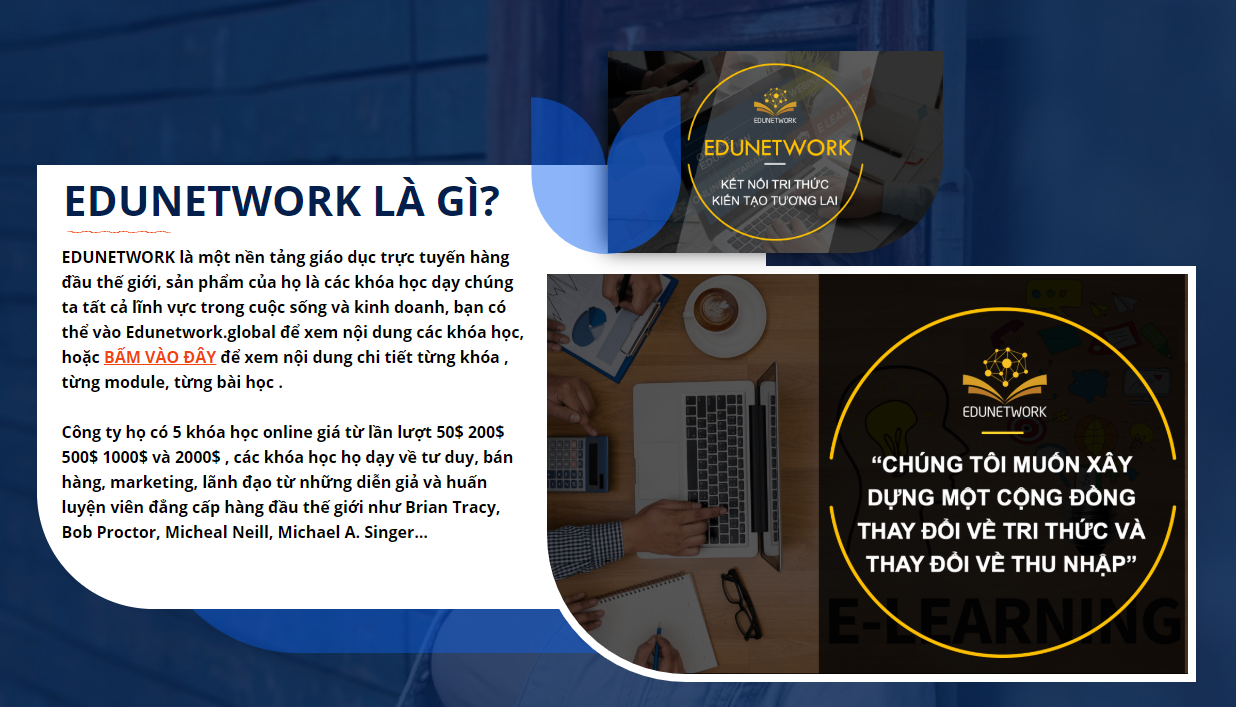 EDUNETWORK
EDUNETWORK
KẾT NỐI TRI THỨC
KIẾN TẠO TƯƠNG LAI
EDUNETWORK LÀ GÌ?
EDUNETWORK là một nền tảng giáo dục trực tuyến hàng
đầu thế giới, sản phẩm của họ là các khóa học dạy chúng
ta tất cả lĩnh vực trong cuộc sống và kinh doanh, bạn có
thể vào Edunetwork.global để xem nội dung các khóa học,
hoặc BẤM VÀO ĐÂY để xem nội dung chi tiết từng khóa ,
từng module, từng bài học .
Công ty họ có 5 khóa học online giá từ lần lượt 50$ 200$
500$ 1000$ và 2000$ , các khóa học họ dạy về tư duy, bán
hàng, marketing, lãnh đạo từ những diễn giả và huấn
luyện viên đẳng cấp hàng đầu thế giới như Brian Tracy,
Bob Proctor, Micheal Neill, Michael A. Singer...
EDUNETWORK
“CHÚNG TÔI MUỐN XÂY
DỰNG MỘT CỘNG ĐỒNG
THAY ĐỔI VỀ TRI THỨC VÀ
THAY ĐỔI VỀ THU NHẬP”
E-LEARNING